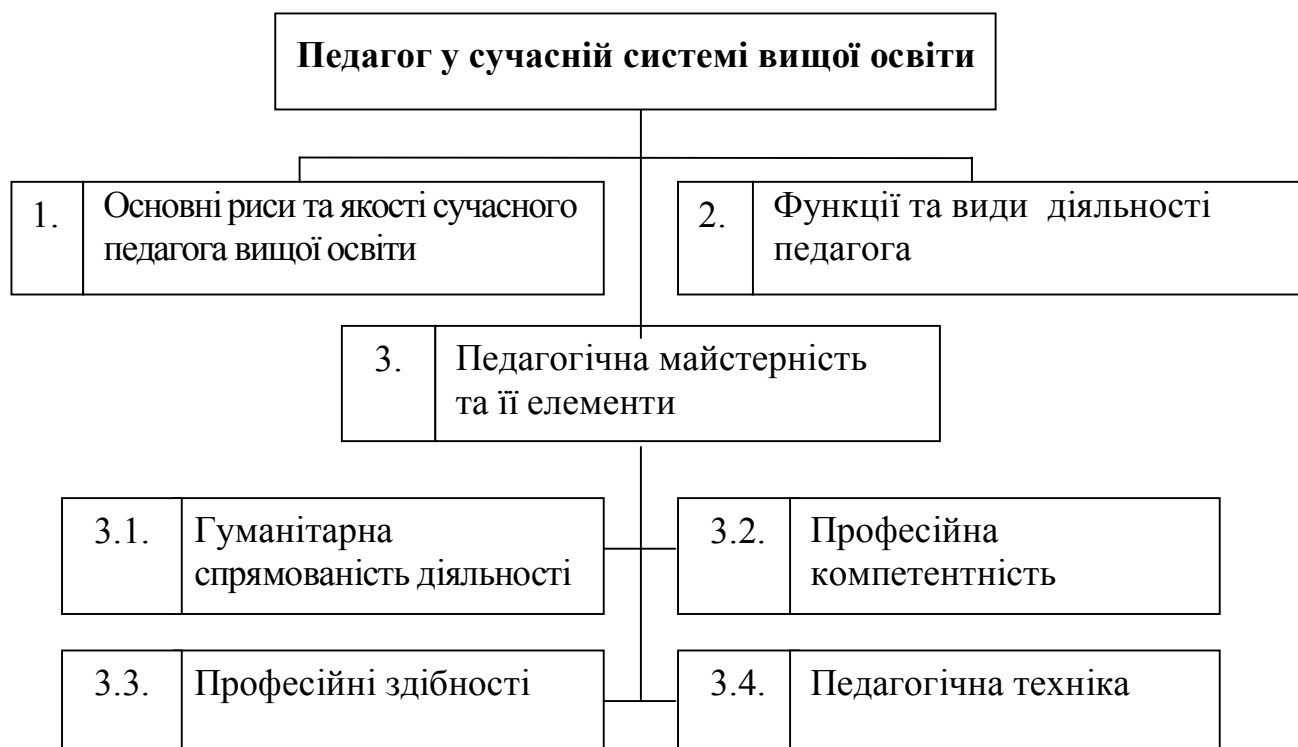 Педагог у сучасній системі вищої освіти
1. Основні риси та якості сучасного
педагога вищої освіти
2. Функції та види діяльності
педагога
3. Педагогічна майстерність
та її елементи
3.1. Гуманітарна
спрямованість діяльності
3.2. Професійна
компетентність
3.3. Професійні здібності
3.4. Педагогічна техніка